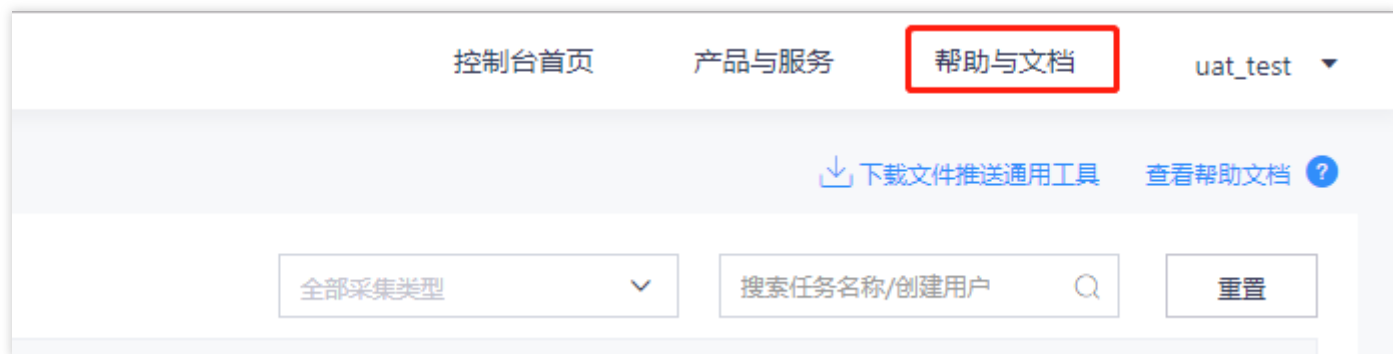 控制台首页 产品与服务 帮助与文档 uat_test
下载文件推送通用工具 查看帮助文档 ?
全部采集类型 搜索任务名称/创建用户 重置